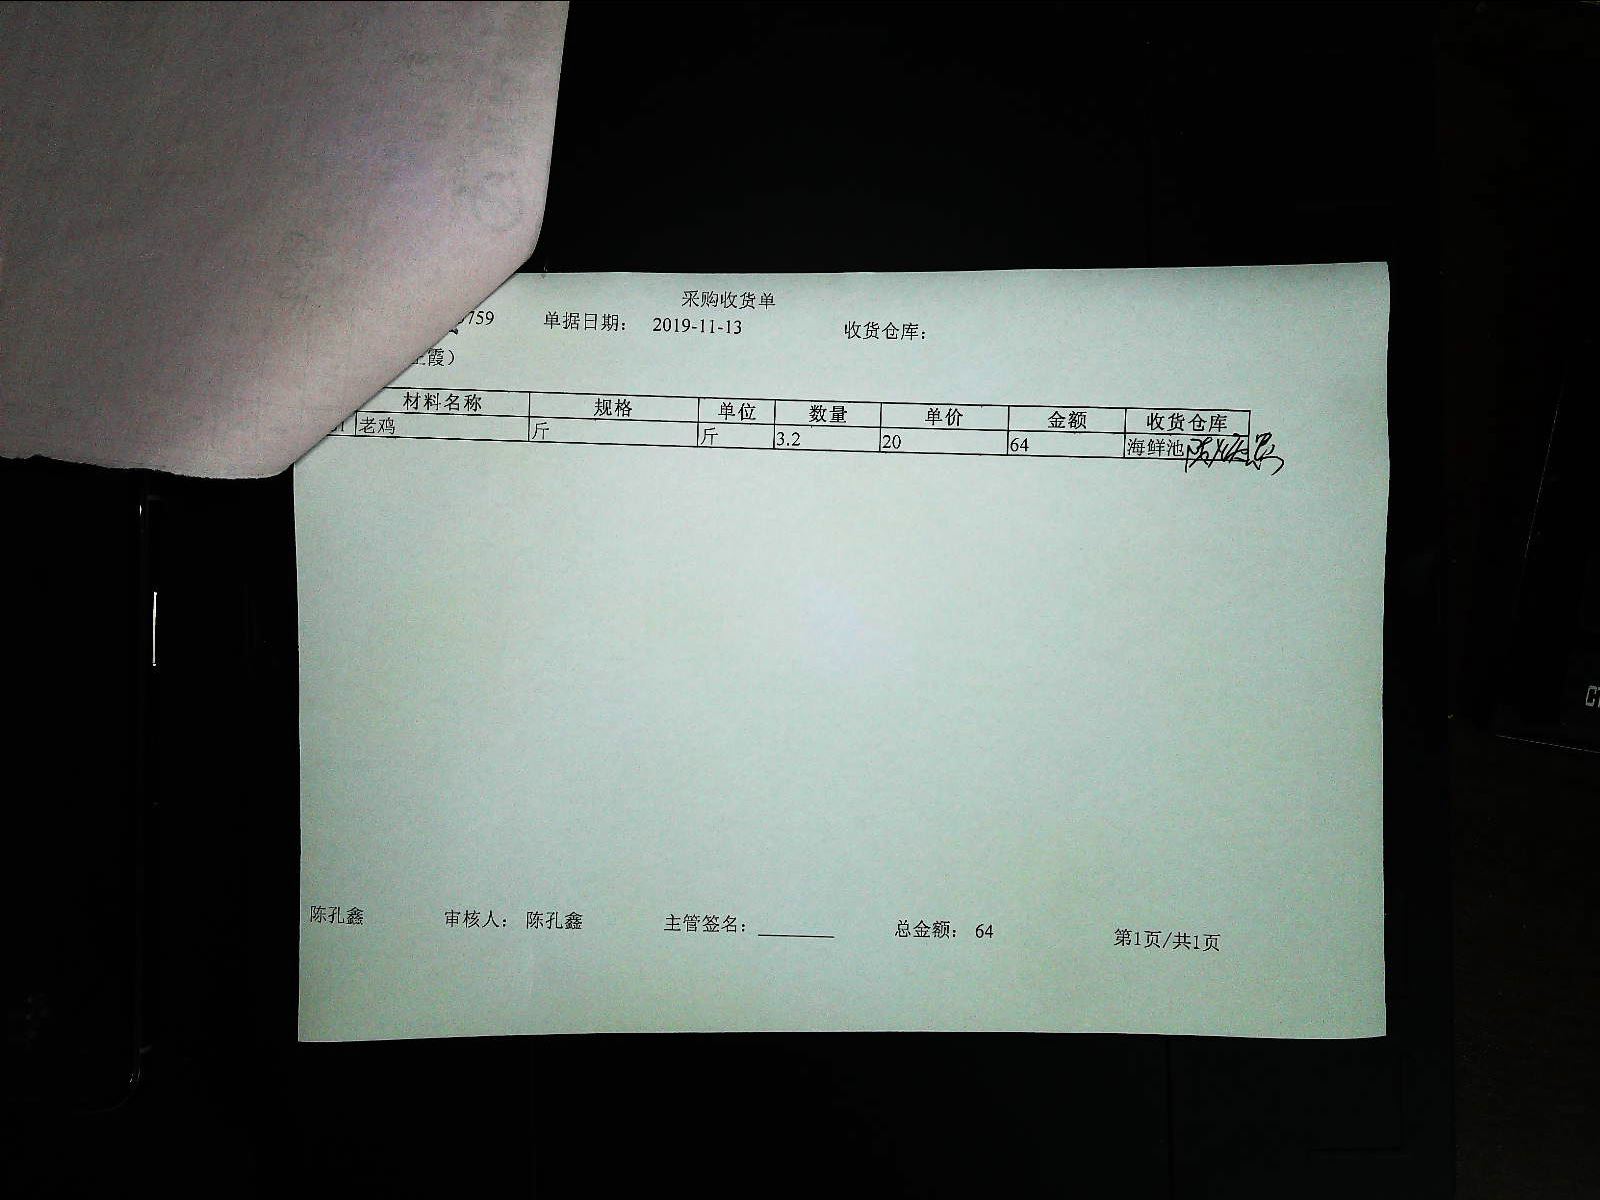 采购收货单
759 单据日期： 2019-11-13 收货仓库：
霞）
材料名称 规格 单位 数量 单价 金额 收货仓库
老鸡 斤 斤 3.2 20 64 海鲜池
陈孔鑫 审核人： 陈孔鑫 主管签名： 总金额： 64 第1页/共1页